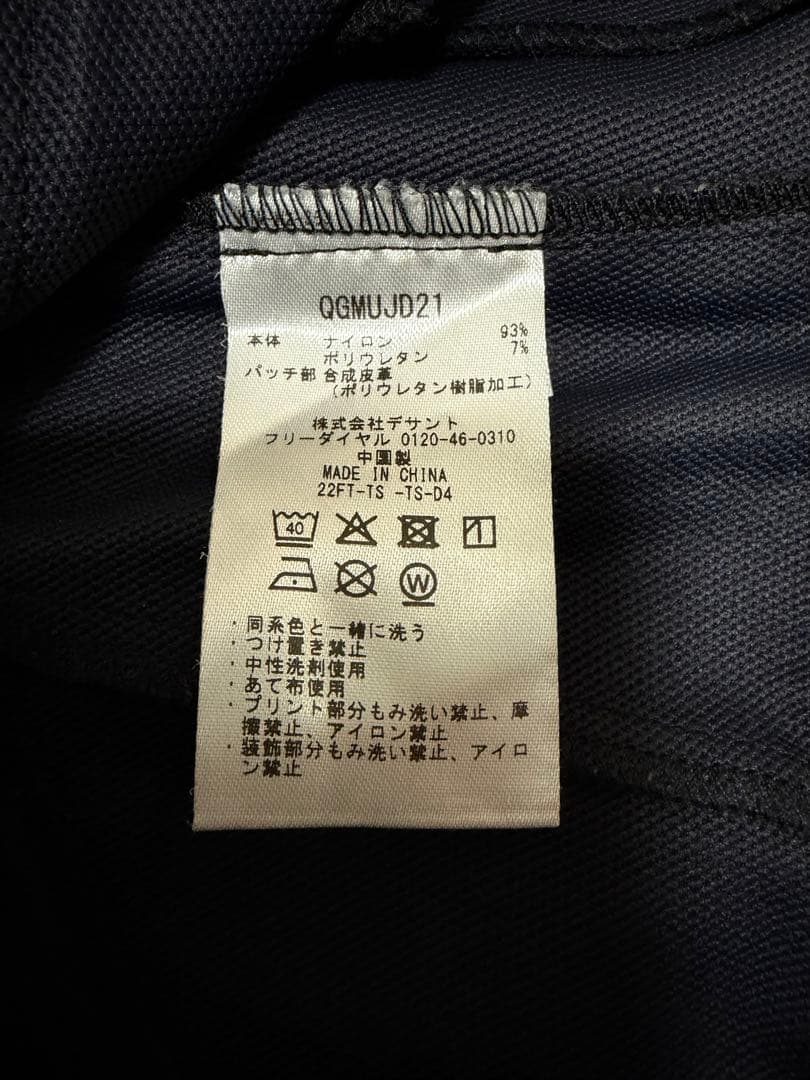 QGMUJD21
本体 ナイロン 93%
ポリウレタン 7%
パッチ部 合成皮革
(ポリウレタン樹脂加工)
株式会社デサント
フリーダイヤル 0120-46-0310
中国製
MADE IN CHINA
22FT-TS -TS-D4
40
1
W
・同系色と一緒に洗う
・つけ置き禁止
・中性洗剤使用
・あて布使用
・プリント部分もみ洗い禁止、摩
擦禁止、アイロン禁止
・装飾部分もみ洗い禁止、アイロ
ン禁止